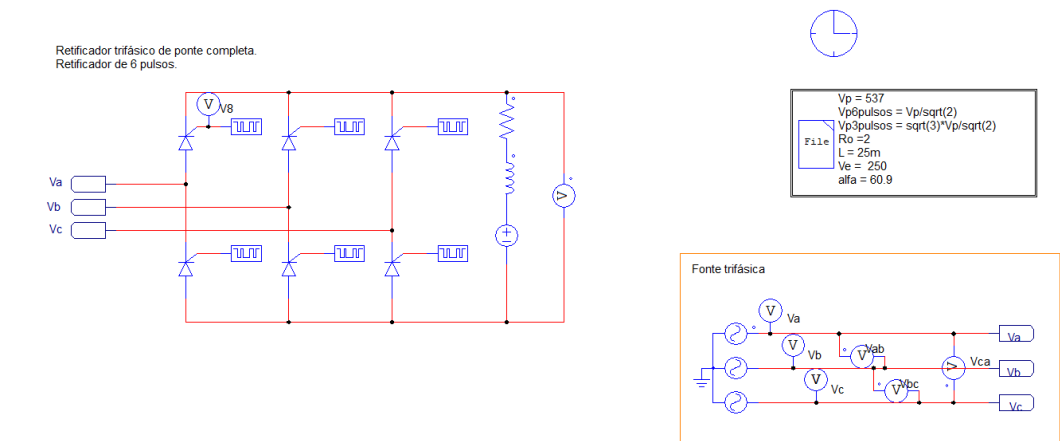 Retificador trifásico de ponte completa.
Retificador de 6 pulsos.
V
V8
Va
Vb
Vc
V
Vp = 537
Vp6pulsos = Vp/sqrt(2)
Vp3pulsos = sqrt(3)*Vp/sqrt(2)
File
Ro =2
L = 25m
Ve =  250
alfa = 60.9
Fonte trifásica
V
Va
Va
V
Vb
V
Vab
V
Vca
Vb
V
Vc
V
Vbc
Vc